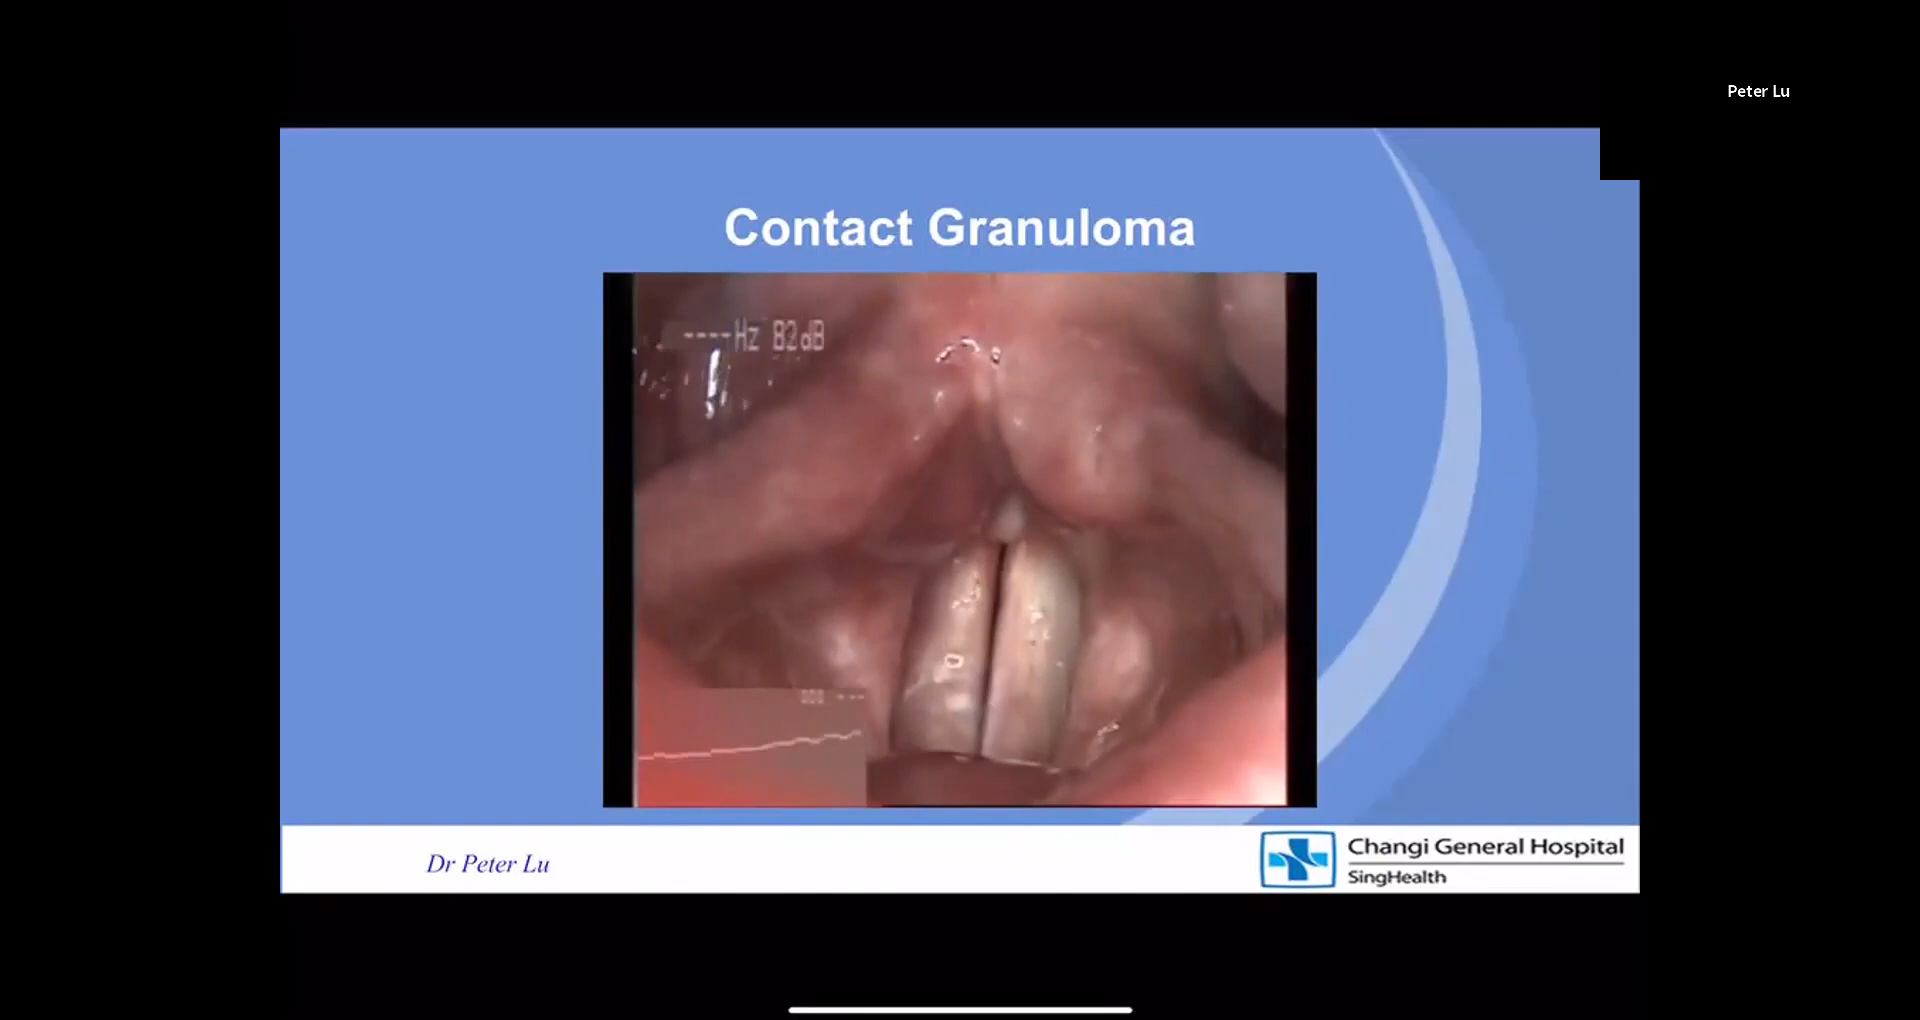 Peter Lu
Contact Granuloma
----Hz 82dB
Dr Peter Lu
Changi General Hospital
SingHealth